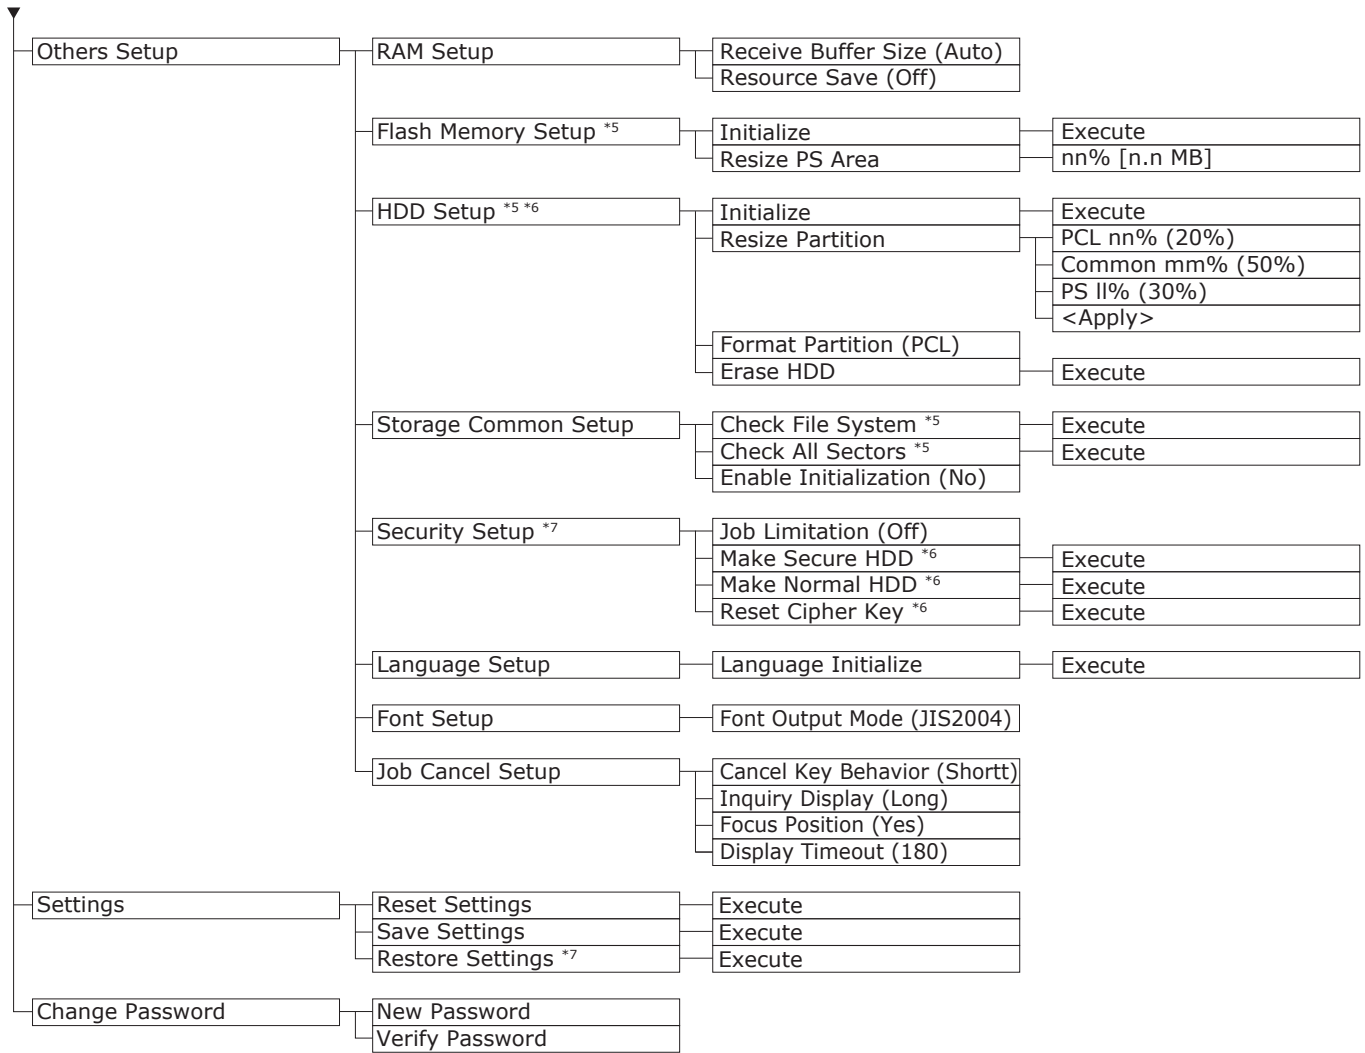 Others Setup
RAM Setup
Receive Buffer Size (Auto)
Resource Save (Off)
Flash Memory Setup *5
Initialize
Execute
Resize PS Area
nn% [n.n MB]
HDD Setup *5 *6
Initialize
Execute
Resize Partition
PCL nn% (20%)
Common mm% (50%)
PS ll% (30%)
<Apply>
Format Partition (PCL)
Erase HDD
Execute
Storage Common Setup
Check File System *5
Execute
Check All Sectors *5
Execute
Enable Initialization (No)
Security Setup *7
Job Limitation (Off)
Make Secure HDD *6
Execute
Make Normal HDD *6
Execute
Reset Cipher Key *6
Execute
Language Setup
Language Initialize
Execute
Font Setup
Font Output Mode (JIS2004)
Job Cancel Setup
Cancel Key Behavior (Shortt)
Inquiry Display (Long)
Focus Position (Yes)
Display Timeout (180)
Settings
Reset Settings
Execute
Save Settings
Execute
Restore Settings *7
Execute
Change Password
New Password
Verify Password